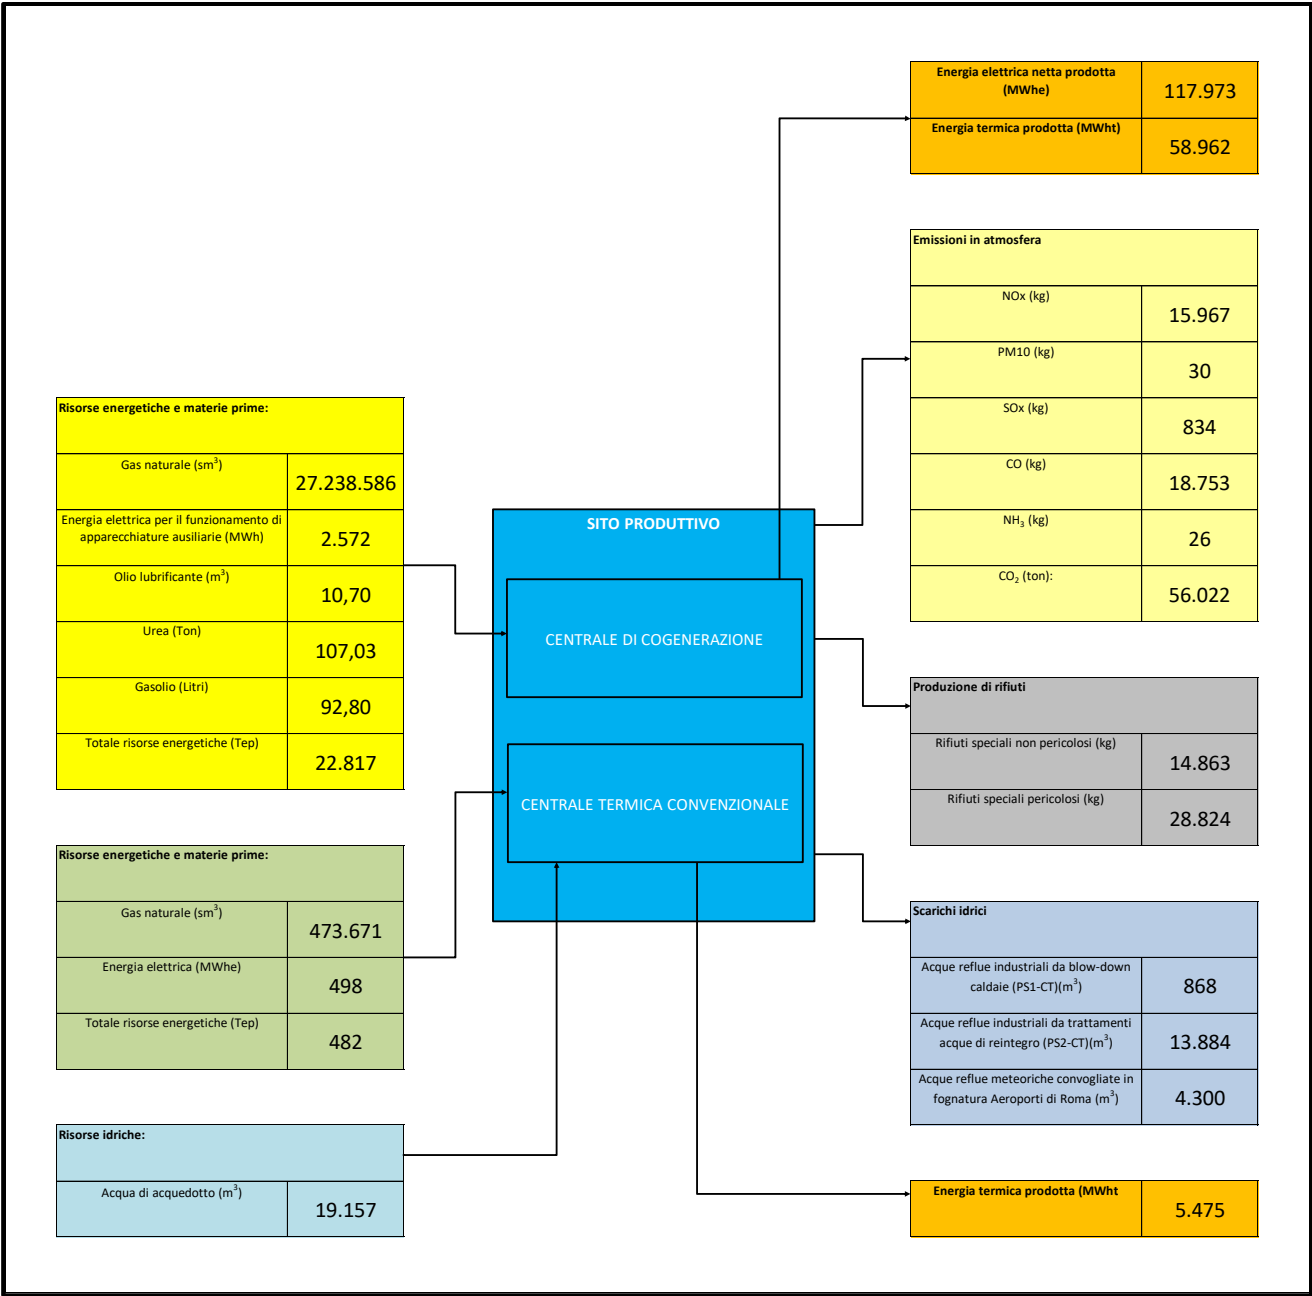 Energia elettrica netta prodotta
(MWhe)
117.973
Energia termica prodotta (MWht)
58.962
Emissioni in atmosfera
NOx (kg)
15.967
PM10 (kg)
30
SOx (kg)
834
CO (kg)
18.753
NH₃ (kg)
26
CO₂ (ton):
56.022
Risorse energetiche e materie prime:
Gas naturale (sm³)
27.238.586
Energia elettrica per il funzionamento di
apparecchiature ausiliarie (MWh)
2.572
Olio lubrificante (m³)
10,70
Urea (Ton)
107,03
Gasolio (Litri)
92,80
Totale risorse energetiche (Tep)
22.817
SITO PRODUTTIVO
CENTRALE DI COGENERAZIONE
CENTRALE TERMICA CONVENZIONALE
Produzione di rifiuti
Rifiuti speciali non pericolosi (kg)
14.863
Rifiuti speciali pericolosi (kg)
28.824
Risorse energetiche e materie prime:
Gas naturale (sm³)
473.671
Energia elettrica (MWhe)
498
Totale risorse energetiche (Tep)
482
Scarichi idrici
Acque reflue industriali da blow-down
caldaie (PS1-CT)(m³)
868
Acque reflue industriali da trattamenti
acque di reintegro (PS2-CT)(m³)
13.884
Acque reflue meteoriche convogliate in
fognatura Aeroporti di Roma (m³)
4.300
Risorse idriche:
Acqua di acquedotto (m³)
19.157
Energia termica prodotta (MWht
5.475